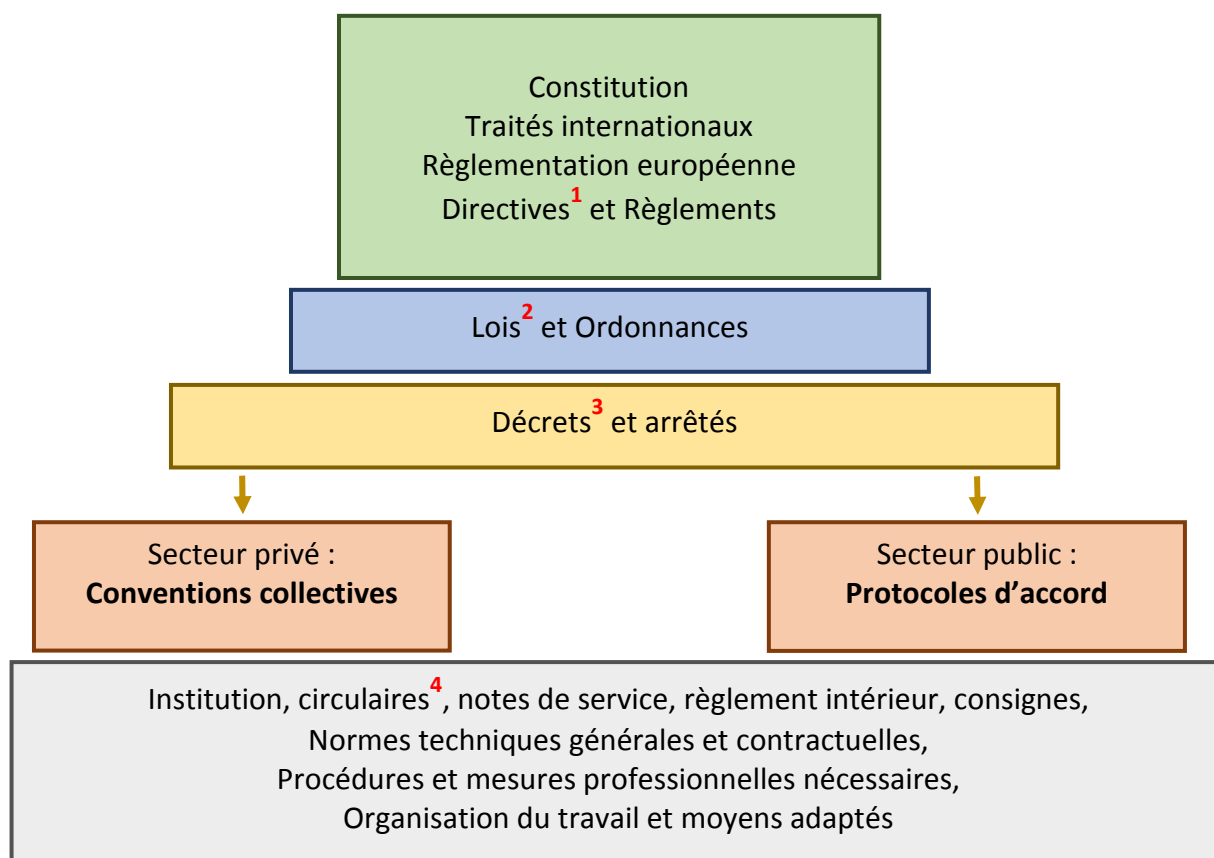 Constitution
Traités internationaux
Règlementation européenne
Directives1 et Règlements
Lois2 et Ordonnances
Décrets3 et arrêtés
Secteur privé :
Conventions collectives
Secteur public :
Protocoles d’accord
Institution, circulaires4, notes de service, règlement intérieur, consignes,
Normes techniques générales et contractuelles,
Procédures et mesures professionnelles nécessaires,
Organisation du travail et moyens adaptés